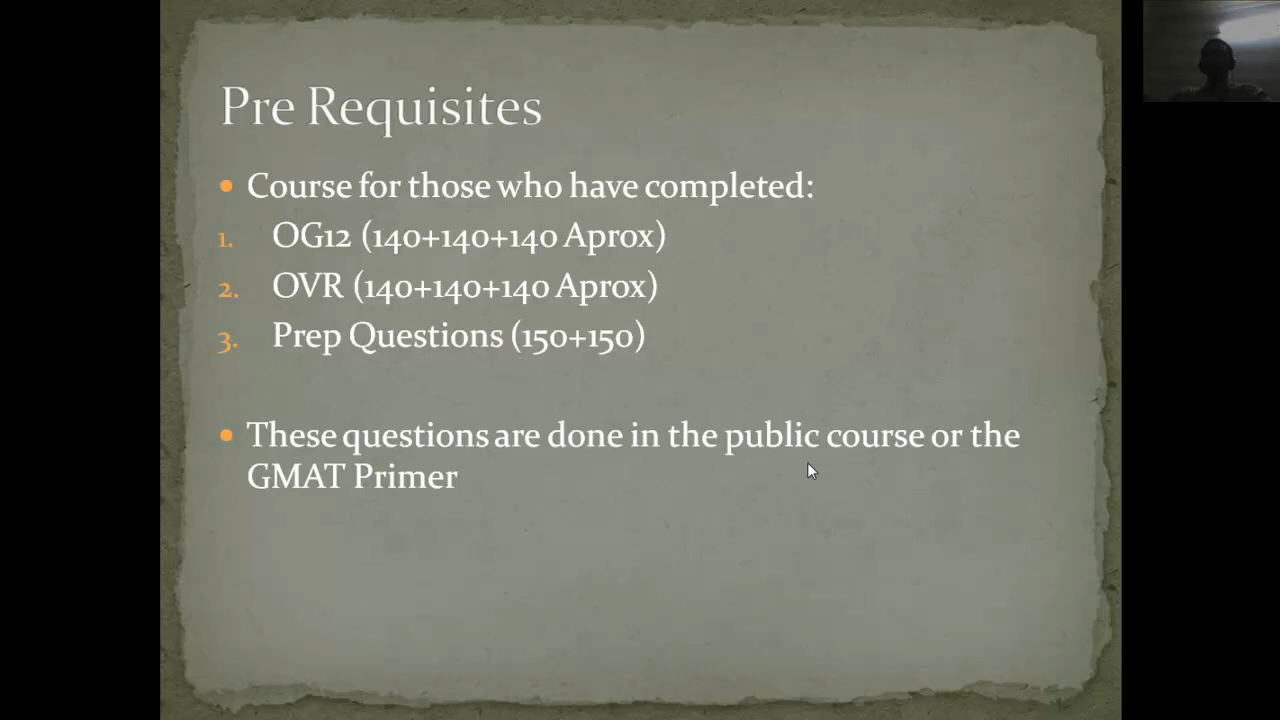 Pre Requisites
• Course for those who have completed:
1. OG12 (140+140+140 Aprox)
2. OVR (140+140+140 Aprox)
3. Prep Questions (150+150)
• These questions are done in the public course or the
GMAT Primer